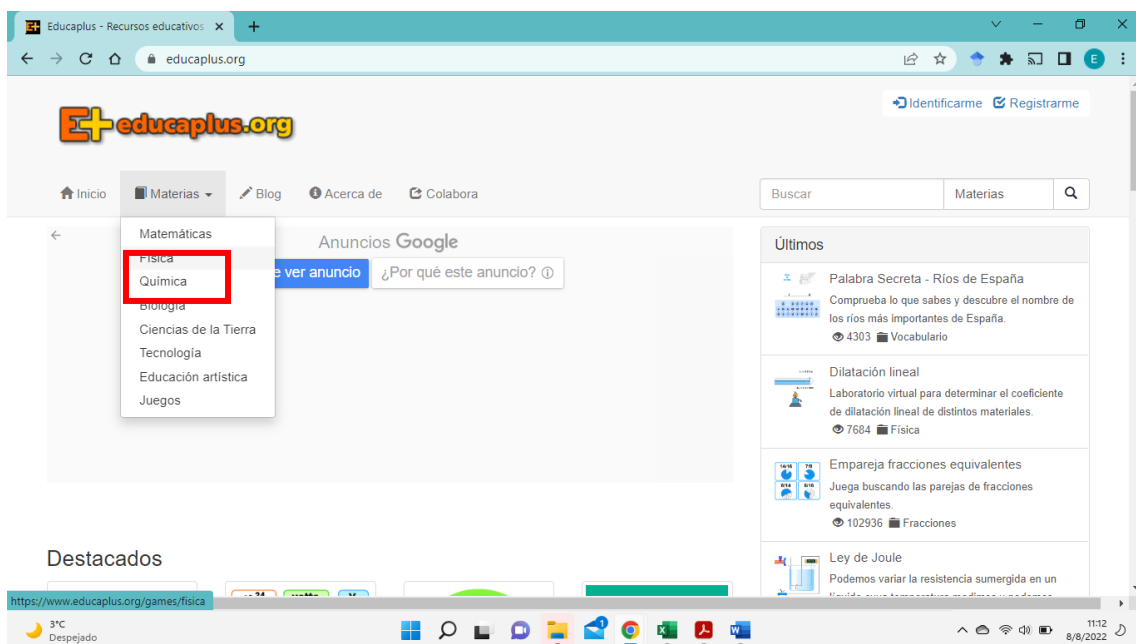 Educaplus - Recursos educativos
educaplus.org
E
Identificarme Registrarme
E+ educaplus.org
Inicio Materias Blog Acerca de Colabora
Buscar Materias
Matemáticas
Física
Química
Biología
Ciencias de la Tierra
Tecnología
Educación artística
Juegos
Anuncios Google
ver anuncio ¿Por qué este anuncio?
Destacados
Últimos
Palabra Secreta - Ríos de España
Comprueba lo que sabes y descubre el nombre de
los ríos más importantes de España.
4303 Vocabulario
Dilatación lineal
Laboratorio virtual para determinar el coeficiente
de dilatación lineal de distintos materiales.
7684 Física
Empareja fracciones equivalentes
Juega buscando las parejas de fracciones
equivalentes.
102936 Fracciones
Ley de Joule
Podemos variar la resistencia sumergida en un
https://www.educaplus.org/games/fisica
3°C
Despejado
11:12
8/8/2022